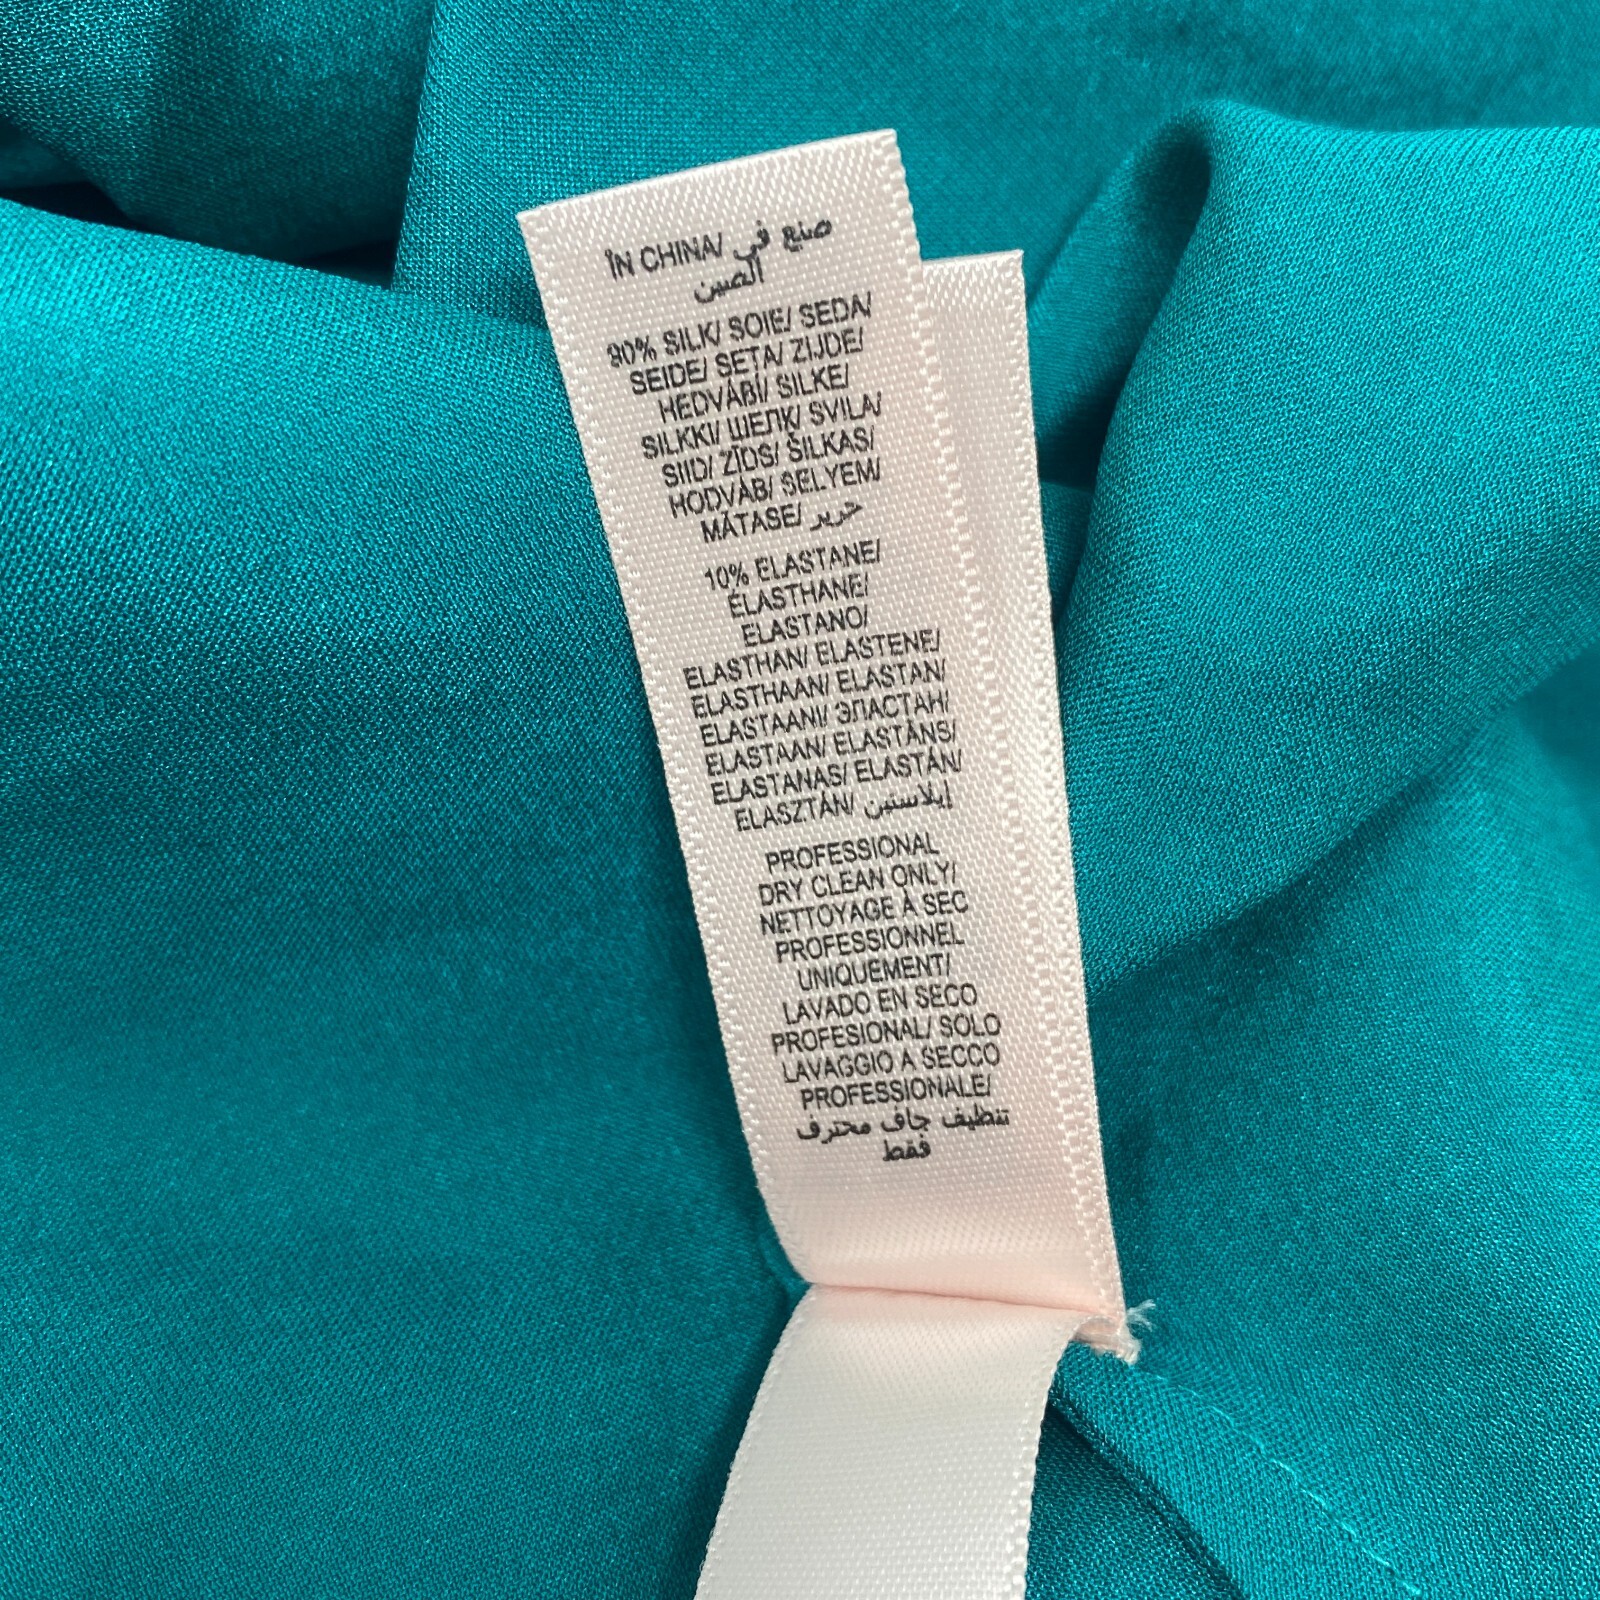 ÎN CHINA/ صنع في
الصين
90% SILK/ SOIE/ SEDA/
SEIDE/ SETA/ ZIJDE/
HEDVÁBÍ/ SILKE/
SILKKI/ ШЕЛК/ SVILA/
SIID/ ZĪDS/ ŠILKAS/
HODVÁB/ SELYEM/
MĂTASE/ حرير
10% ELASTANE/
ÉLASTHANE/
ELASTANO/
ELASTHAN/ ELASTENE/
ELASTHAAN/ ELASTAN/
ELASTAANI/ ЭЛАСТАН/
ELASTAAN/ ELASTĀNS/
ELASTANAS/ ELASTÁN/
ELASZTÁN/ إيلاستين
PROFESSIONAL
DRY CLEAN ONLY/
NETTOYAGE À SEC
PROFESSIONNEL
UNIQUEMENT/
LAVADO EN SECO
PROFESIONAL/ SOLO
LAVAGGIO A SECCO
PROFESSIONALE/
تنظيف جاف محترف
فقط